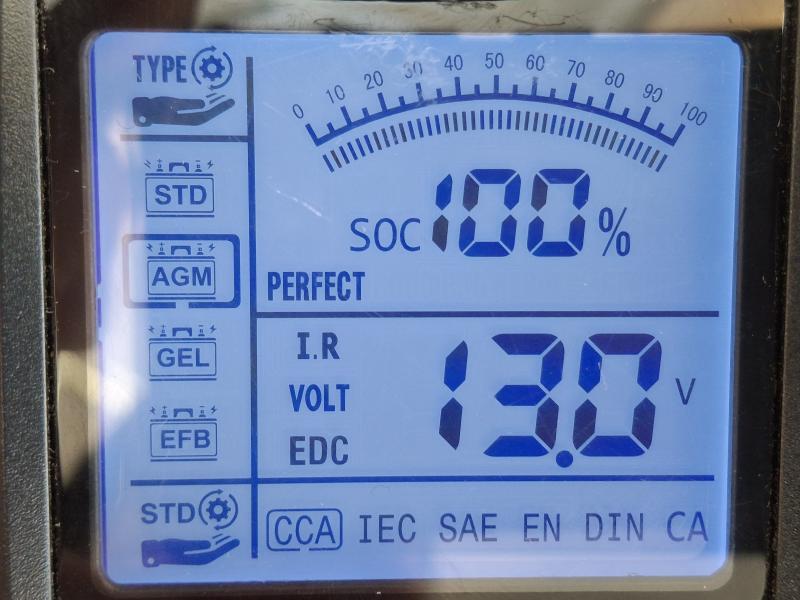 TYPE
0 10 20 30 40 50 60 70 80 90 100
STD
SOC 100 %
AGM
PERFECT
I.R
GEL
VOLT 13.0 V
EFB
EDC
STD
CCA IEC SAE EN DIN CA